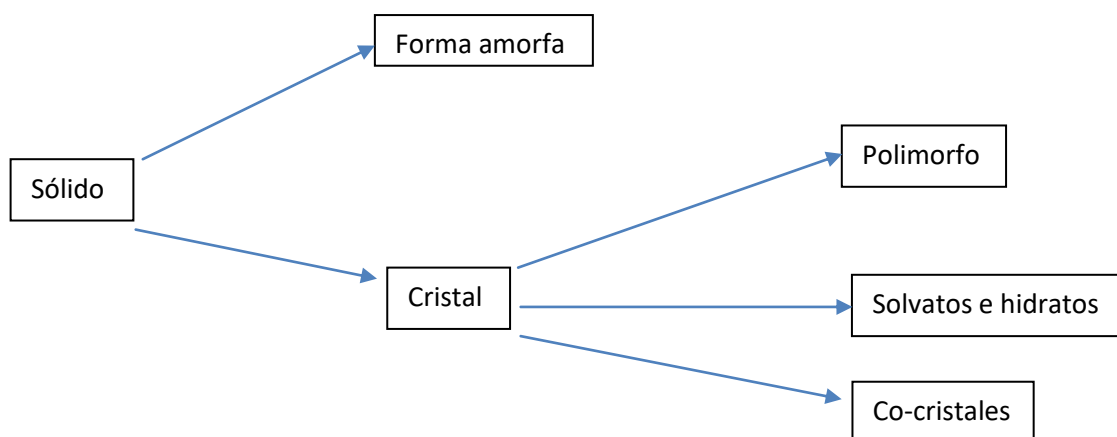 Forma amorfa
Polimorfo
Sólido
Cristal
Solvatos e hidratos
Co-cristales